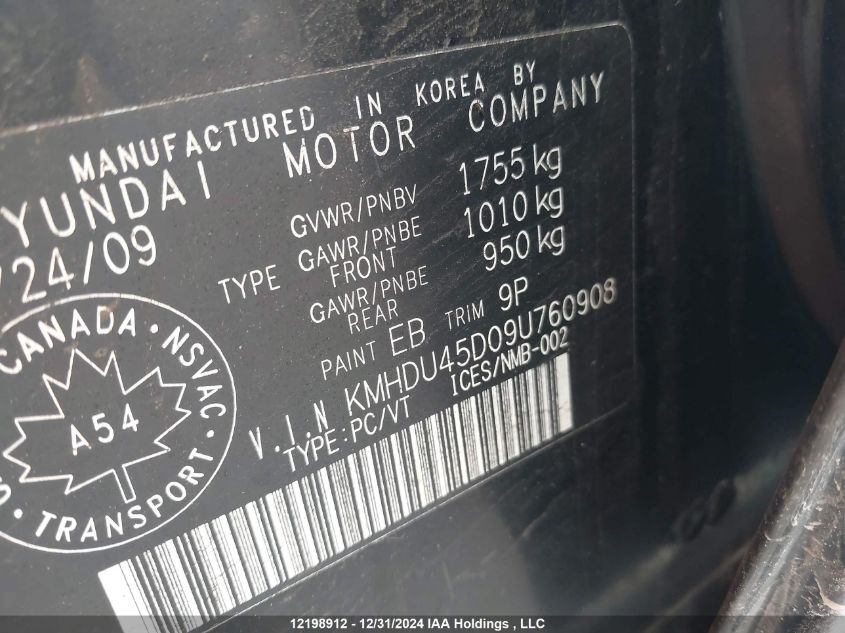 MANUFACTURED IN KOREA BY
YUNDAI MOTOR COMPANY
/24/09
GVWR/PNBV 1755 kg
TYPE GAWR/PNBE FRONT 1010 kg
GAWR/PNBE REAR 950 kg
PAINT EB TRIM 9P
V.I.N KMHDU45D09U760908
TYPE:PC/VT ICES/NMB-002
CANADA · NSVAC
A54
TRANSPORT
12198912 - 12/31/2024 IAA Holdings , LLC